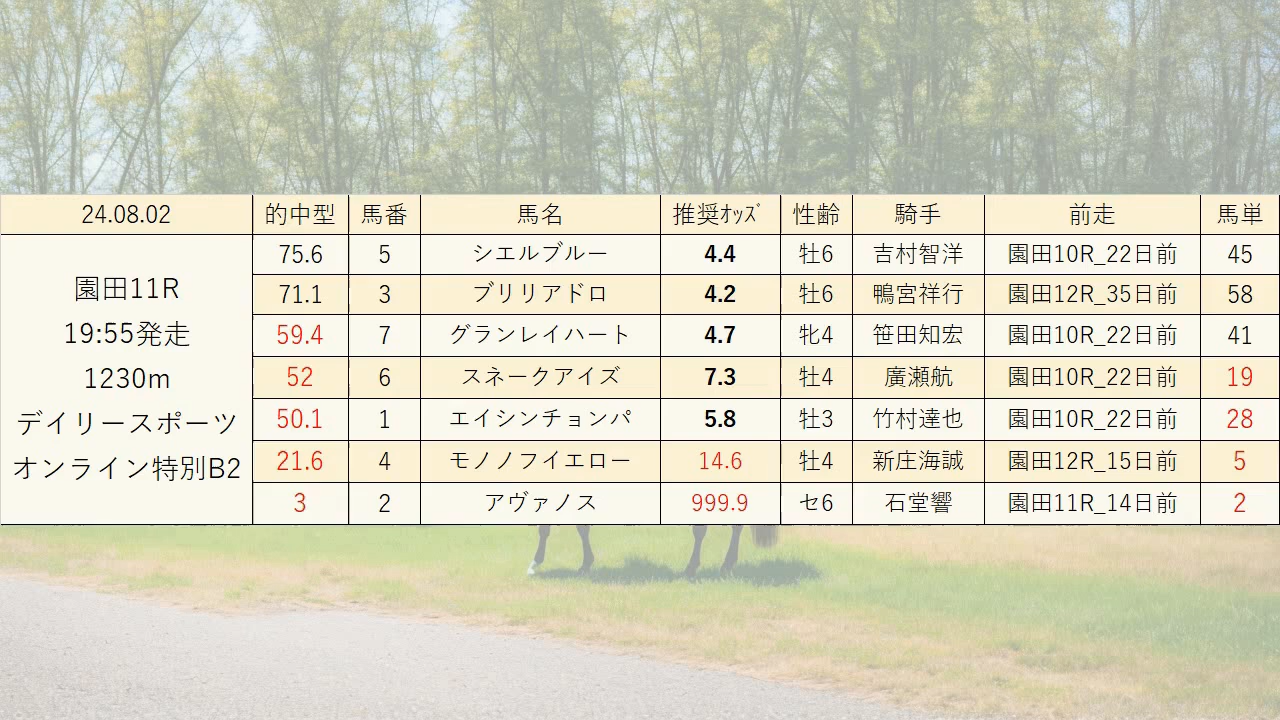 24.08.02 的中型 馬番 馬名 推奨ｵｯｽﾞ 性齢 騎手 前走 馬単
園田11R
19:55発走
1230m
デイリースポーツ
オンライン特別B2
75.6 5 シエルブルー 4.4 牡6 吉村智洋 園田10R_22日前 45
71.1 3 ブリリアドロ 4.2 牡6 鴨宮祥行 園田12R_35日前 58
59.4 7 グランレイハート 4.7 牝4 笹田知宏 園田10R_22日前 41
52 6 スネークアイズ 7.3 牡4 廣瀬航 園田10R_22日前 19
50.1 1 エイシンチョンパ 5.8 牡3 竹村達也 園田10R_22日前 28
21.6 4 モノノフイエロー 14.6 牡4 新庄海誠 園田12R_15日前 5
3 2 アヴァノス 999.9 セ6 石堂響 園田11R_14日前 2